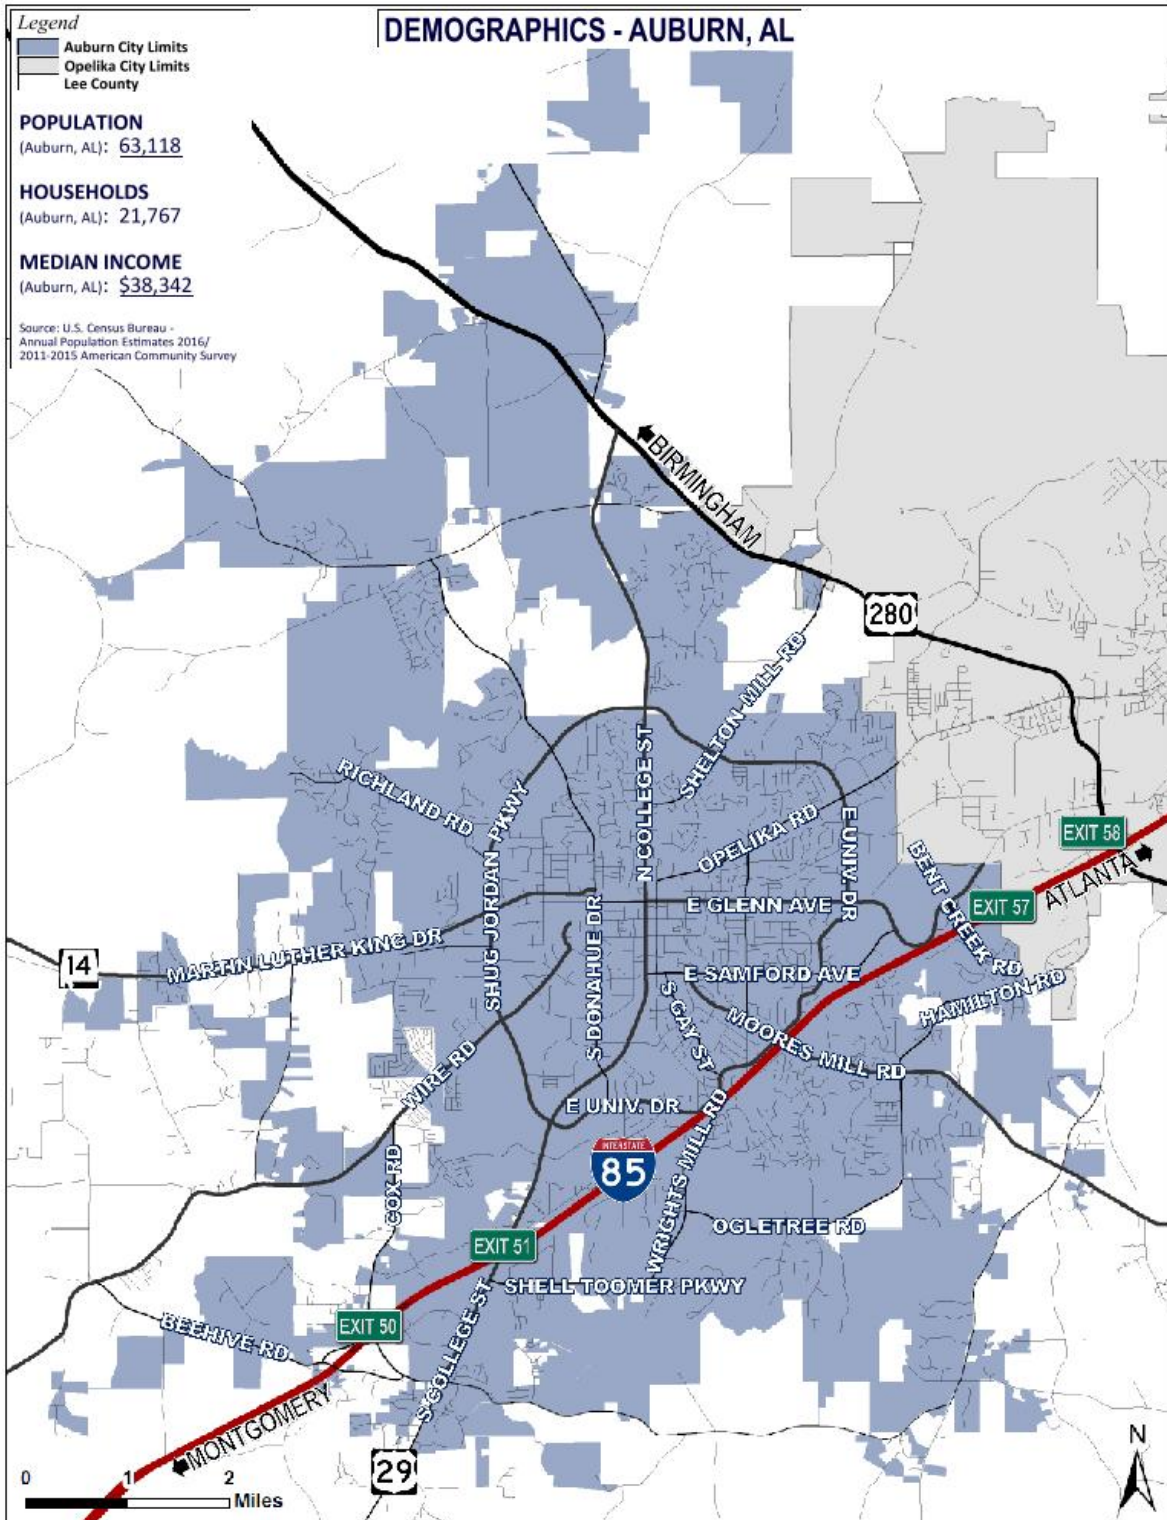 DEMOGRAPHICS - AUBURN, AL
Legend
Auburn City Limits
Opelika City Limits
Lee County
POPULATION
(Auburn, AL): 63,118
HOUSEHOLDS
(Auburn, AL): 21,767
MEDIAN INCOME
(Auburn, AL): $38,342
Source: U.S. Census Bureau -
Annual Population Estimates 2016/
2011-2015 American Community Survey
BIRMINGHAM
280
SHELTON MILL RD
N COLLEGE ST
RICHLAND RD
SHUG JORDAN PKWY
OPELIKA RD
E UNIV. DR
EXIT 58
ATLANTA
BENT CREEK RD
EXIT 57
E GLENN AVE
MARTIN LUTHER KING DR
14
S DONAHUE DR
E SAMFORD AVE
HAMILTON RD
S GAY ST
MOORES MILL RD
WIRE RD
E UNIV. DR
INTERSTATE
85
WRIGHTS MILL RD
COX RD
OGLETREE RD
EXIT 51
SHELL TOOMER PKWY
EXIT 50
BEEHIVE RD
S COLLEGE ST
MONTGOMERY
29
N
0 1 2
Miles